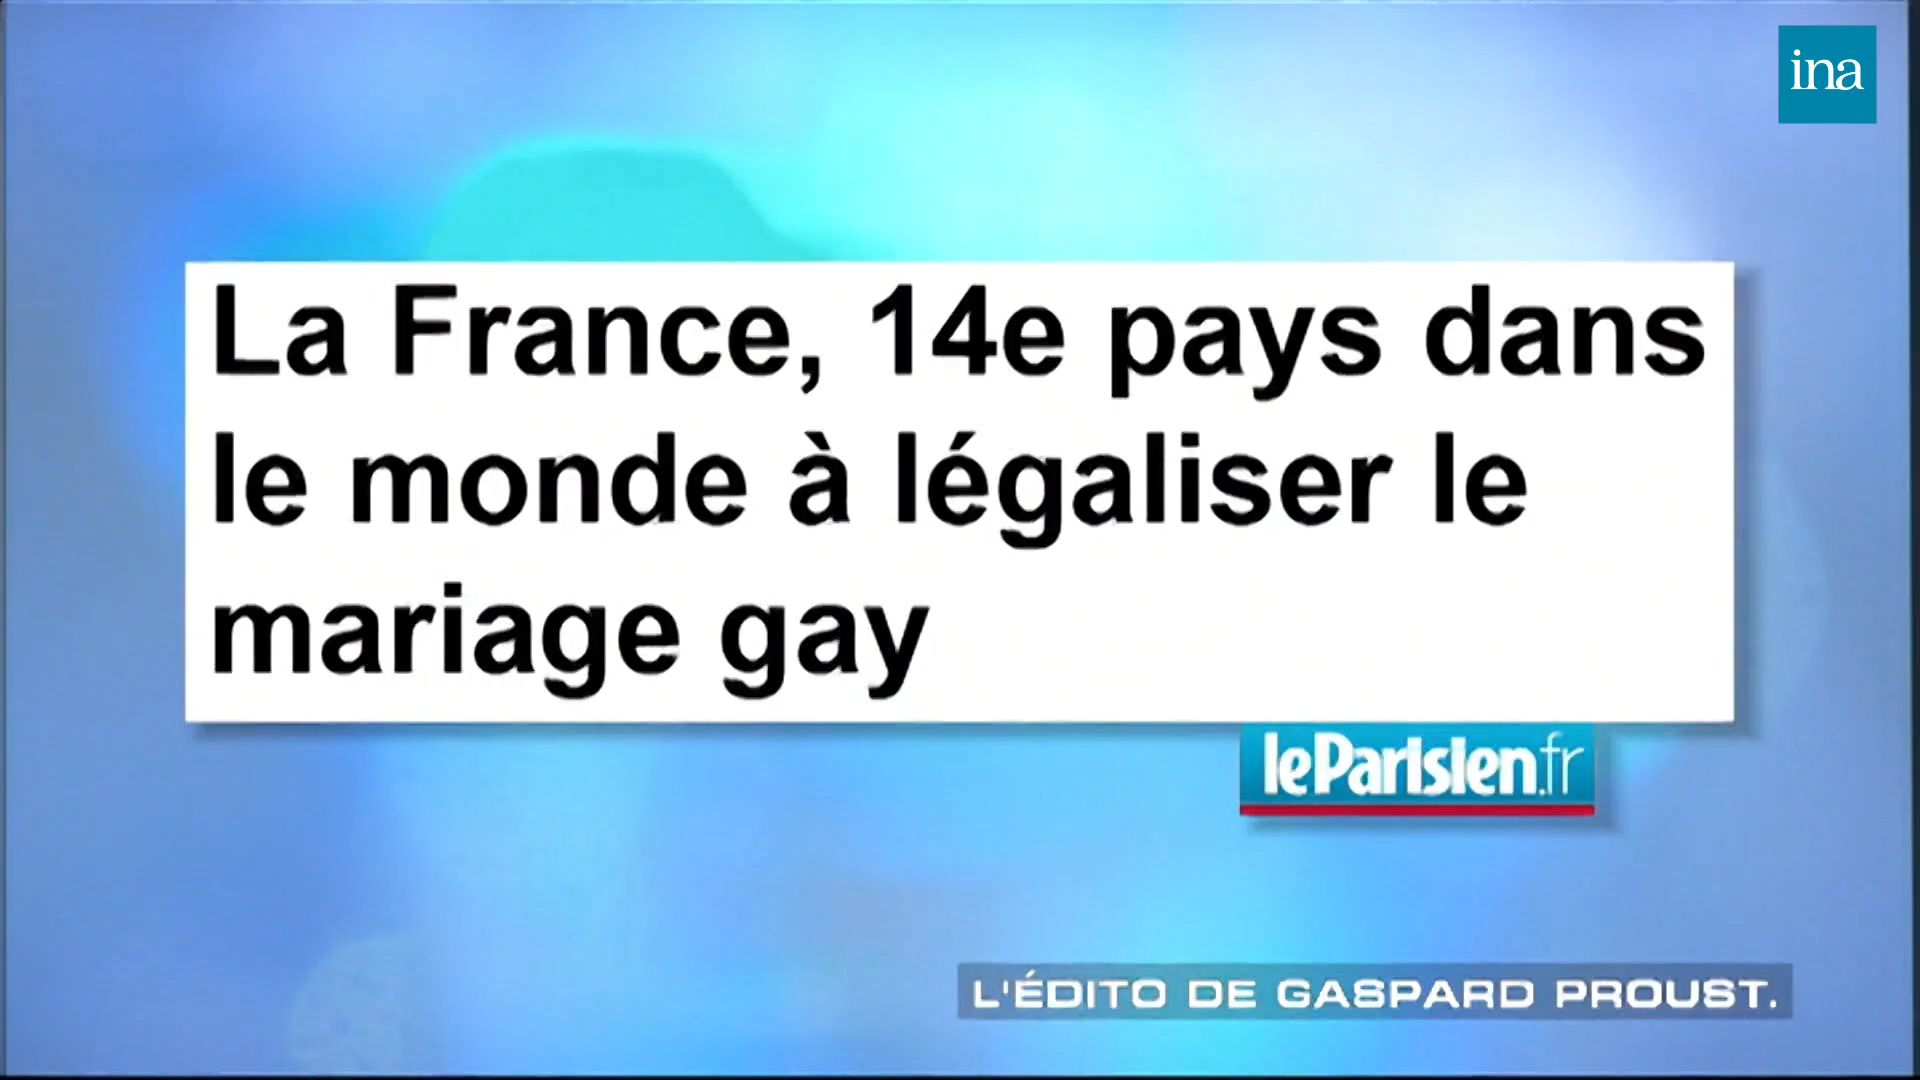 ina
La France, 14e pays dans
le monde à légaliser le
mariage gay
leParisien.fr
L'ÉDITO DE GASPARD PROUST.